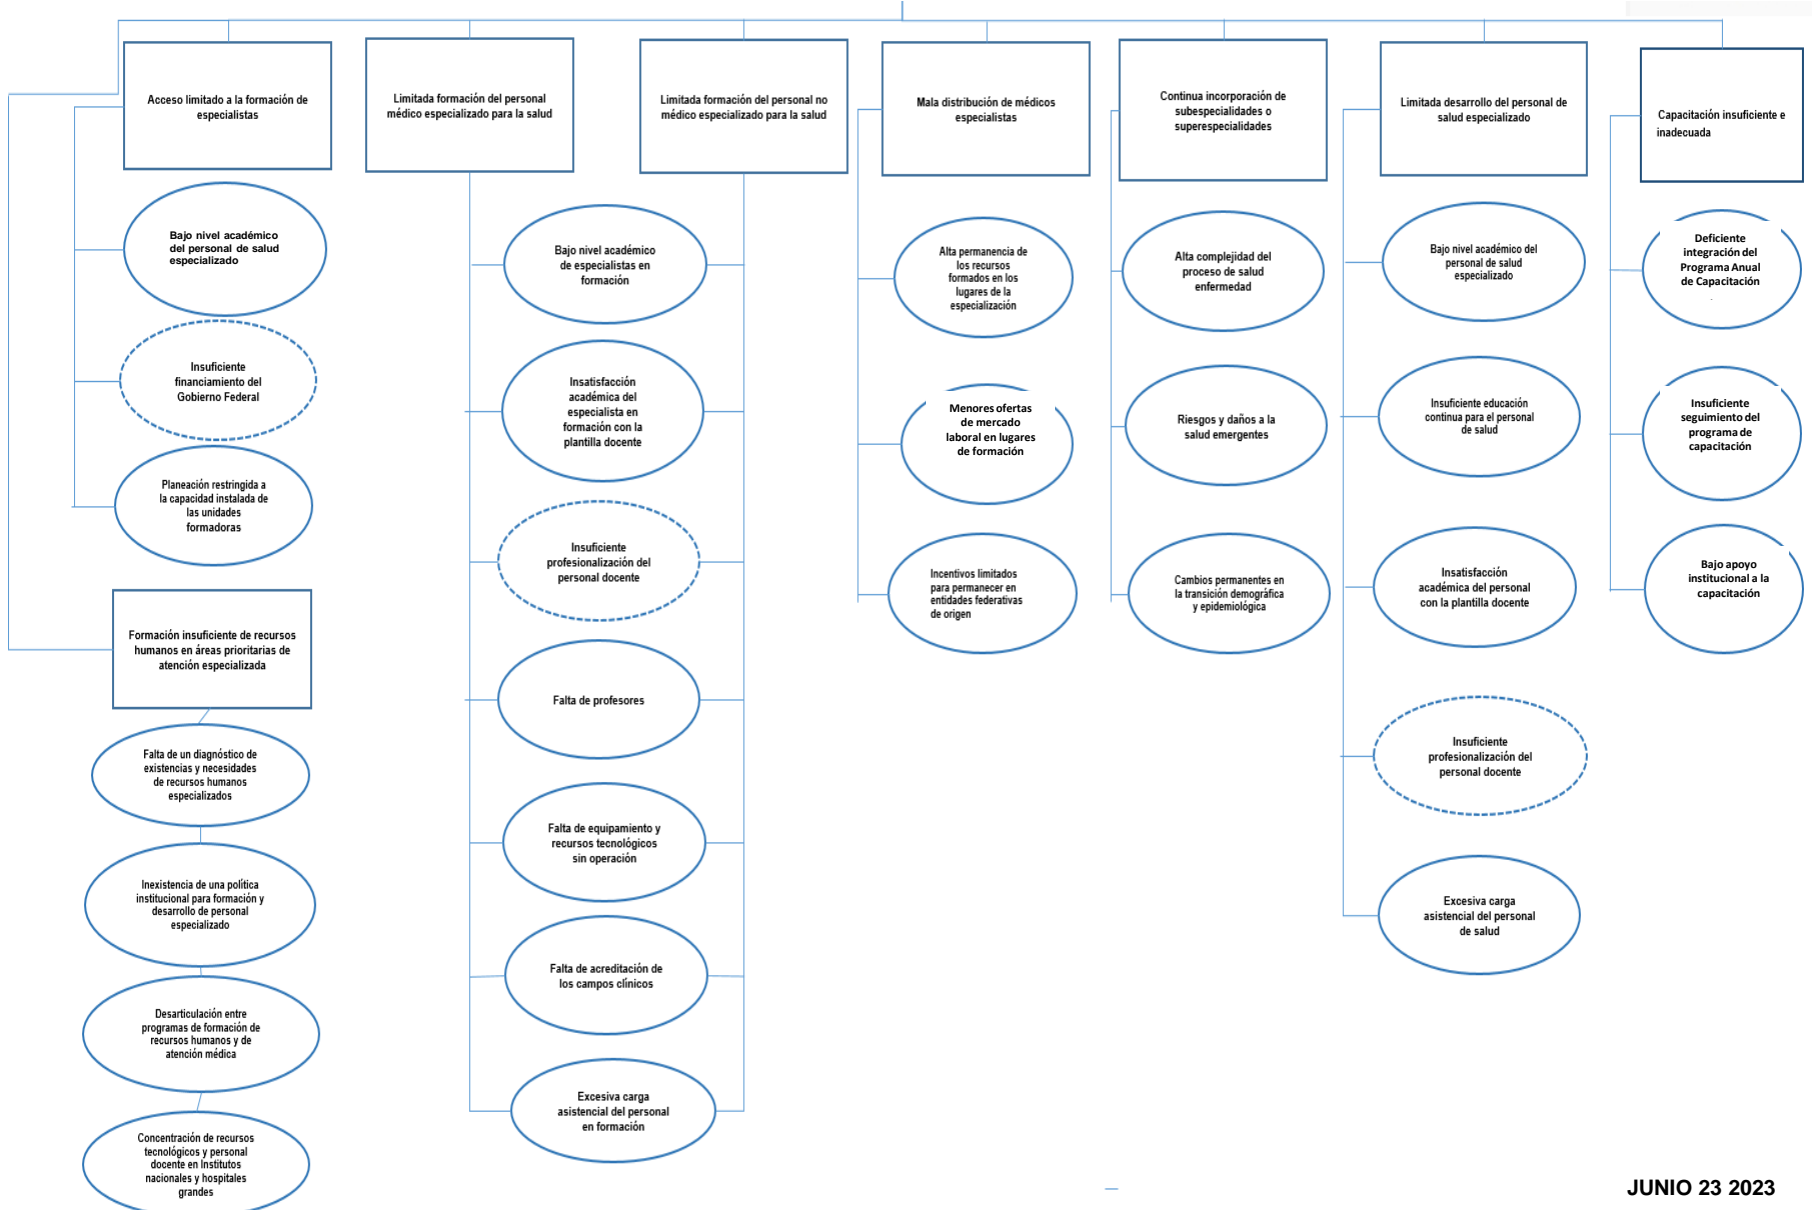 Acceso limitado a la formación de
especialistas
Bajo nivel académico
del personal de salud
especializado
Insuficiente
financiamiento del
Gobierno Federal
Planeación restringida a
la capacidad instalada de
las unidades
formadoras
Formación insuficiente de recursos
humanos en áreas prioritarias de
atención especializada
Falta de un diagnóstico de
existencias y necesidades
de recursos humanos
especializados
Inexistencia de una política
institucional para formación y
desarrollo de personal
especializado
Desarticulación entre
programas de formación de
recursos humanos y de
atención médica
Concentración de recursos
tecnológicos y personal
docente en Institutos
nacionales y hospitales
grandes
Limitada formación del personal
médico especializado para la salud
Limitada formación del personal no
médico especializado para la salud
Bajo nivel académico
de especialistas en
formación
Insatisfacción
académica del
especialista en
formación con la
plantilla docente
Insuficiente
profesionalización del
personal docente
Falta de profesores
Falta de equipamiento y
recursos tecnológicos
sin operación
Falta de acreditación de
los campos clínicos
Excesiva carga
asistencial del personal
en formación
Mala distribución de médicos
especialistas
Alta permanencia de
los recursos
formados en los
lugares de la
especialización
Menores ofertas
de mercado
laboral en lugares
de formación
Incentivos limitados
para permanecer en
entidades federativas
de origen
Continua incorporación de
subespecialidades o
superespecialidades
Alta complejidad del
proceso de salud
enfermedad
Riesgos y daños a la
salud emergentes
Cambios permanentes en
la transición demográfica
y epidemiológica
Limitada desarrollo del personal de
salud especializado
Bajo nivel académico del
personal de salud
especializado
Insuficiente educación
continua para el personal
de salud
Insatisfacción
académica del personal
con la plantilla docente
Insuficiente
profesionalización del
personal docente
Excesiva carga
asistencial del personal
de salud
Capacitación insuficiente e
inadecuada
Deficiente
integración del
Programa Anual
de Capacitación
.
Insuficiente
seguimiento del
programa de
capacitación
Bajo apoyo
institucional a la
capacitación
JUNIO 23 2023